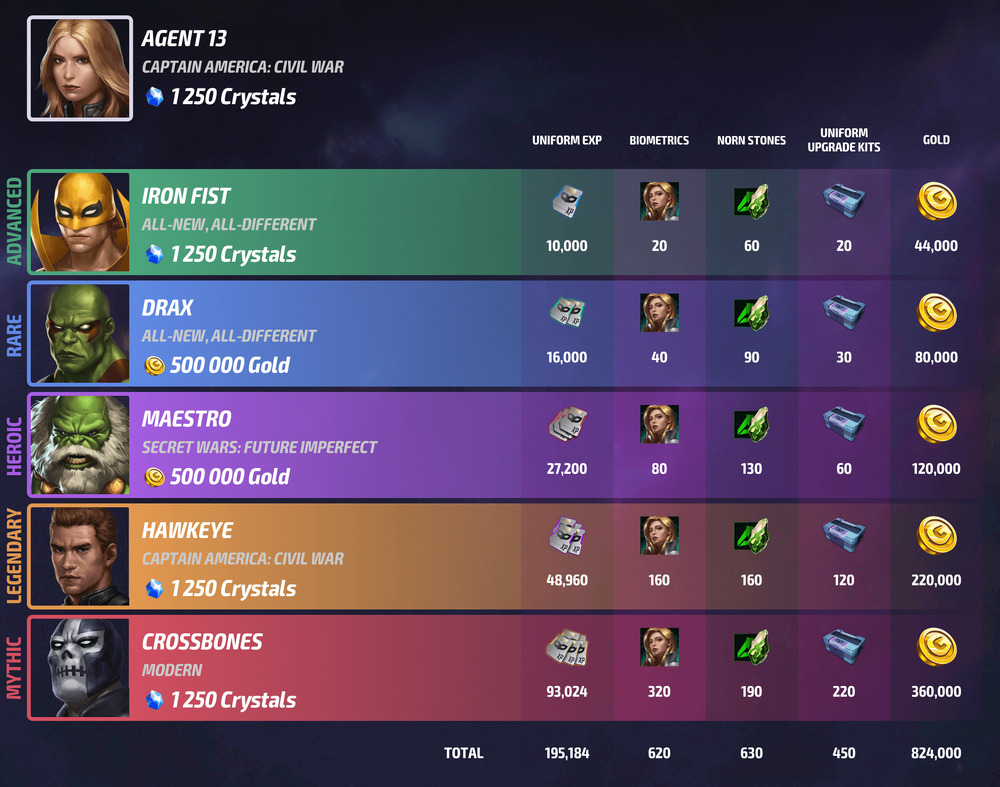 AGENT 13
CAPTAIN AMERICA: CIVIL WAR
1 250 Crystals
UNIFORM EXP
BIOMETRICS
NORN STONES
UNIFORM
UPGRADE KITS
GOLD
ADVANCED
IRON FIST
ALL-NEW, ALL-DIFFERENT
1 250 Crystals
10,000 20 60 20 44,000
RARE
DRAX
ALL-NEW, ALL-DIFFERENT
500 000 Gold
16,000 40 90 30 80,000
HEROIC
MAESTRO
SECRET WARS: FUTURE IMPERFECT
500 000 Gold
27,200 80 130 60 120,000
LEGENDARY
HAWKEYE
CAPTAIN AMERICA: CIVIL WAR
1 250 Crystals
48,960 160 160 120 220,000
MYTHIC
CROSSBONES
MODERN
1 250 Crystals
93,024 320 190 220 360,000
TOTAL 195,184 620 630 450 824,000